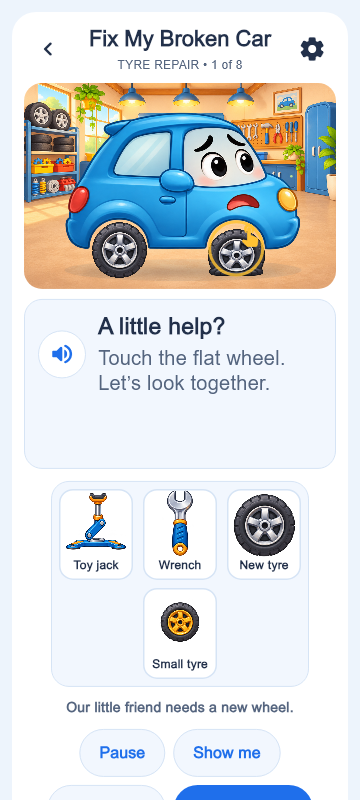 Fix My Broken Car
TYRE REPAIR • 1 of 8
A little help?
Touch the flat wheel.
Let’s look together.
Toy jack
Wrench
New tyre
Small tyre
Our little friend needs a new wheel.
Pause
Show me